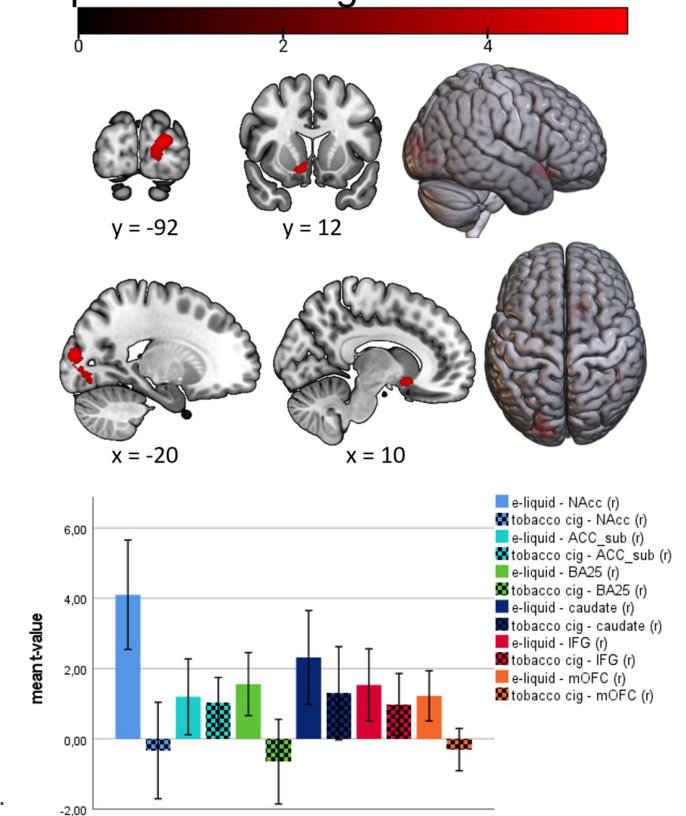 0 2 4
y = -92 y = 12
x = -20 x = 10
mean t-value
6,00
4,00
2,00
0,00
-2,00
e-liquid - NAcc (r)
tobacco cig - NAcc (r)
e-liquid - ACC_sub (r)
tobacco cig - ACC_sub (r)
e-liquid - BA25 (r)
tobacco cig - BA25 (r)
e-liquid - caudate (r)
tobacco cig - caudate (r)
e-liquid - IFG (r)
tobacco cig - IFG (r)
e-liquid - mOFC (r)
tobacco cig - mOFC (r)